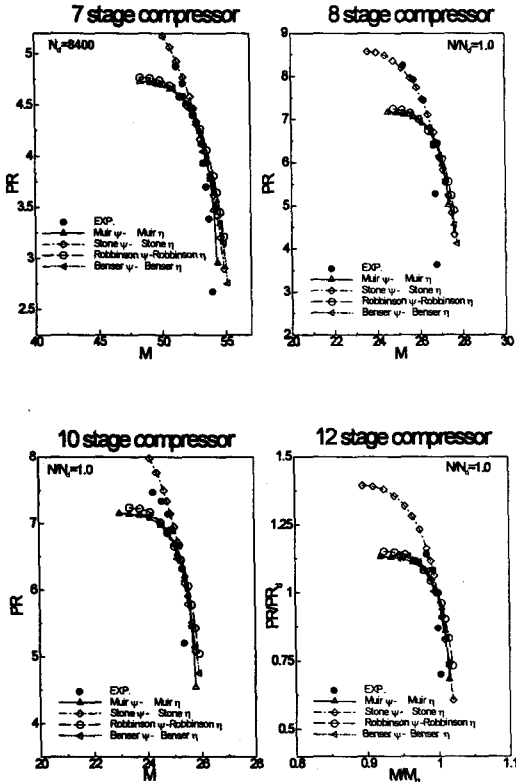 7 stage compressor
N_d=8400
5.0
4.5
PR
4.0
3.5
3.0
2.5
EXP.
Muir ψ- Muir η
Stone ψ- Stone η
Robbinson ψ-Robbinson η
Benser ψ- Benser η
40 45 50 55
M
8 stage compressor
N/N_d=1.0
9
8
7
PR
6
5
4
3
2
EXP.
Muir ψ- Muir η
Stone ψ- Stone η
Robbinson ψ-Robbinson η
Benser ψ- Benser η
20 22 24 26 28 30
M
10 stage compressor
N/N_d=1.0
8
7
PR
6
5
4
EXP.
Muir ψ- Muir η
Stone ψ- Stone η
Robbinson ψ-Robbinson η
Benser ψ- Benser η
20 22 24 26 28
M
12 stage compressor
N/N_d=1.0
1.5
1.25
PR/PR_d
1
0.75
0.5
EXP.
Muir ψ- Muir η
Stone ψ- Stone η
Robbinson ψ-Robbinson η
Benser ψ- Benser η
0.8 0.9 1.0 1.1
M/M_d